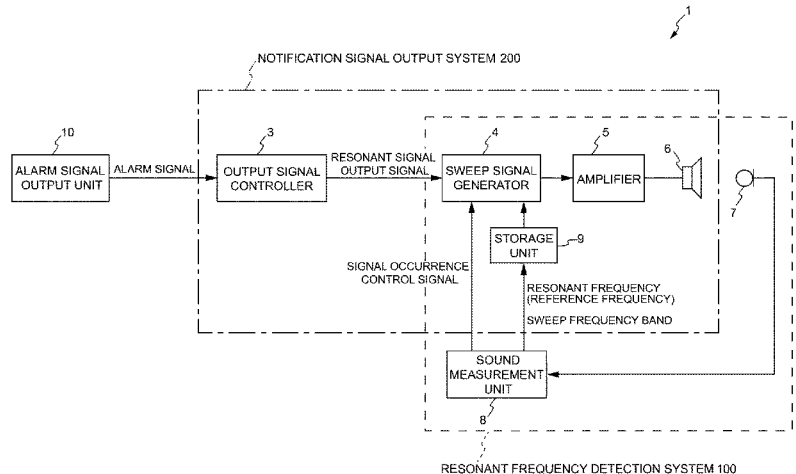 1
NOTIFICATION SIGNAL OUTPUT SYSTEM 200
10
ALARM SIGNAL
OUTPUT UNIT
ALARM SIGNAL
3
OUTPUT SIGNAL
CONTROLLER
RESONANT SIGNAL
OUTPUT SIGNAL
4
SWEEP SIGNAL
GENERATOR
5
AMPLIFIER
6
7
STORAGE
UNIT
9
SIGNAL OCCURRENCE
CONTROL SIGNAL
RESONANT FREQUENCY
(REFERENCE FREQUENCY)
SWEEP FREQUENCY BAND
SOUND
MEASUREMENT
UNIT
8
RESONANT FREQUENCY DETECTION SYSTEM 100